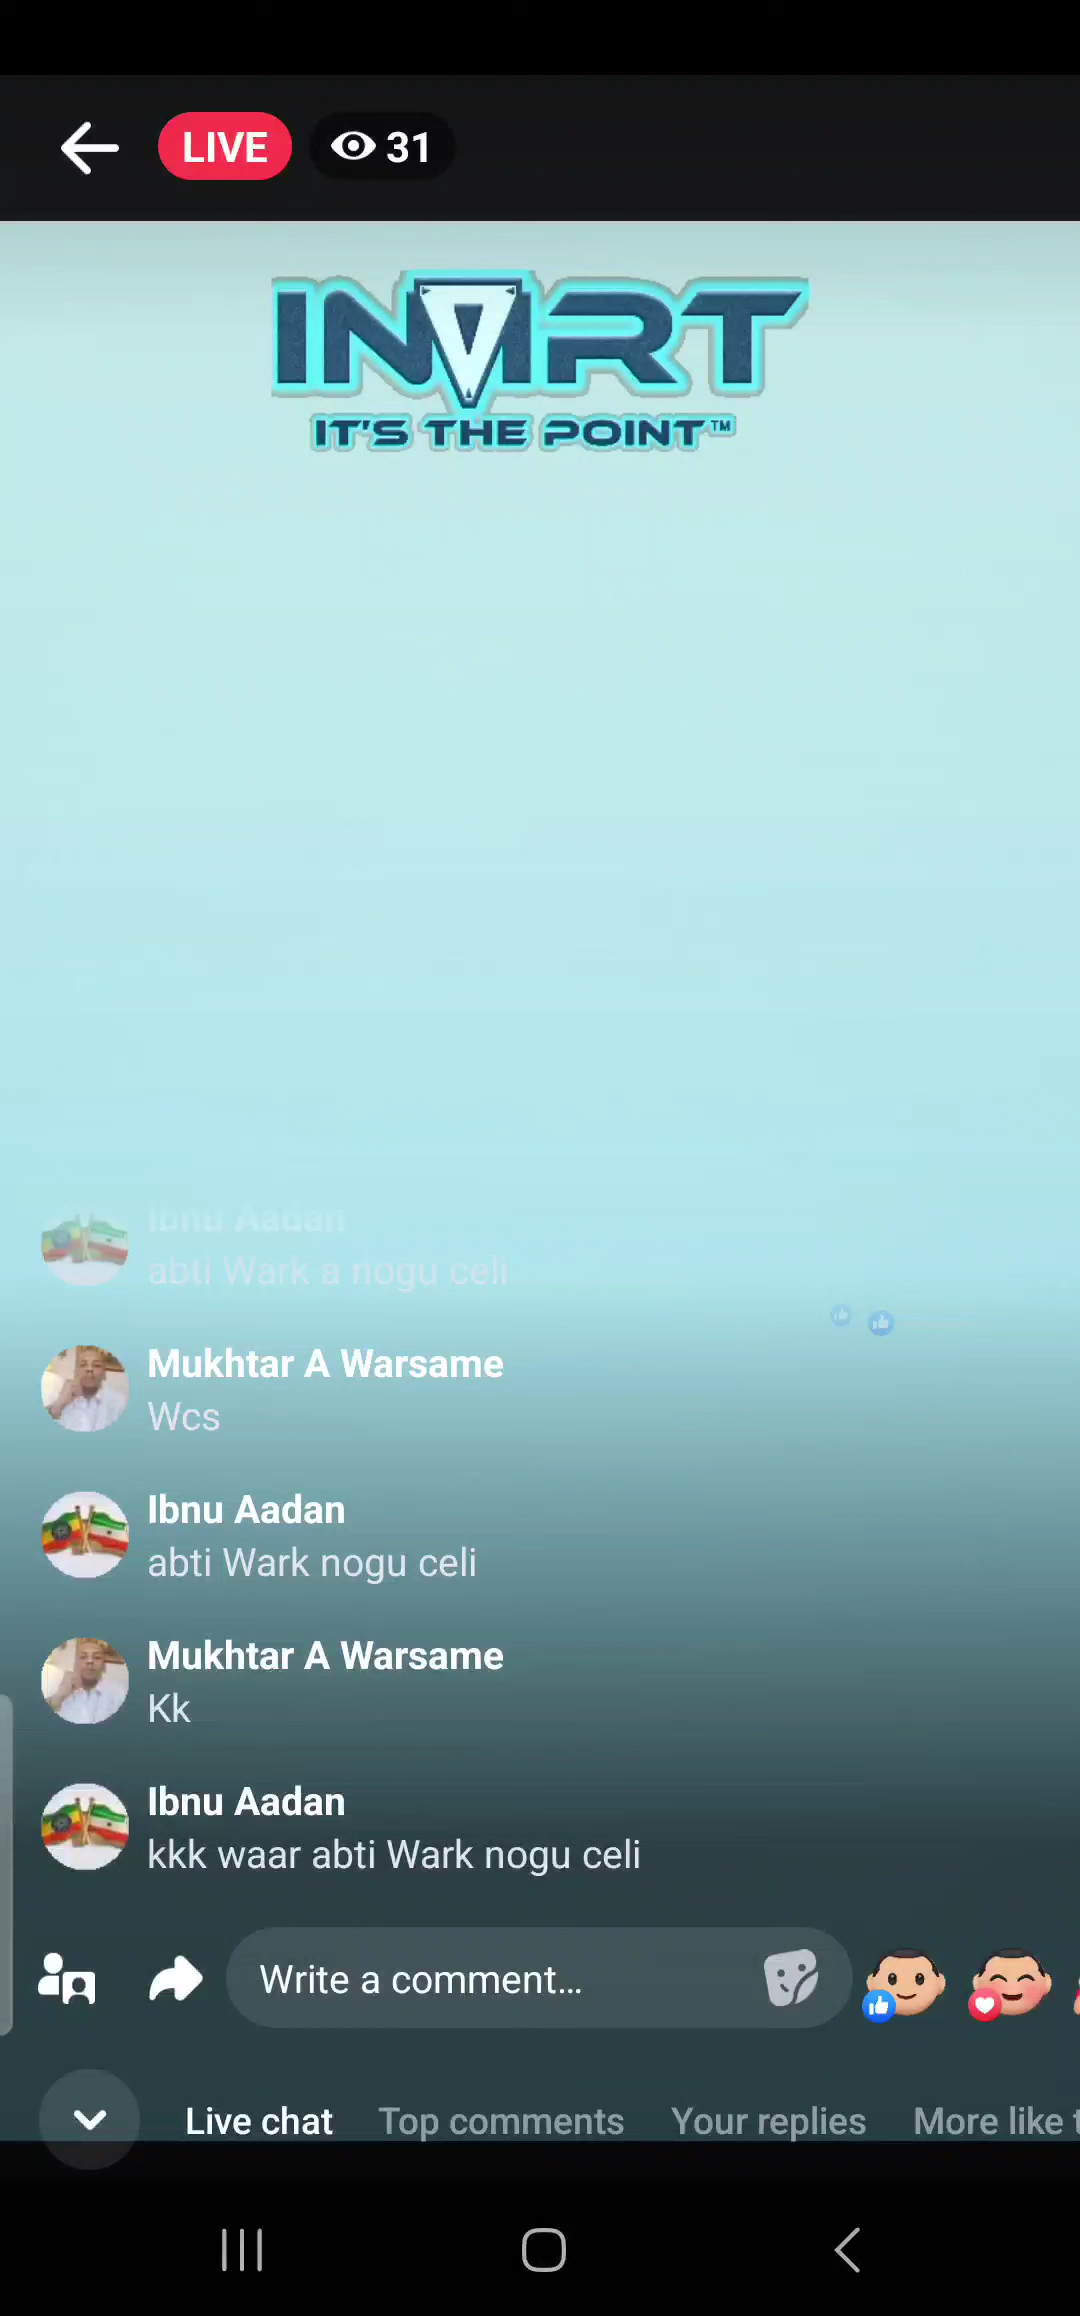 LIVE
31
INMRT
IT'S THE POINT™
Ibnu Aadan
abti Wark a nogu celi
Mukhtar A Warsame
Wcs
Ibnu Aadan
abti Wark nogu celi
Mukhtar A Warsame
Kk
Ibnu Aadan
kkk waar abti Wark nogu celi
Write a comment...
Live chat
Top comments
Your replies
More like t